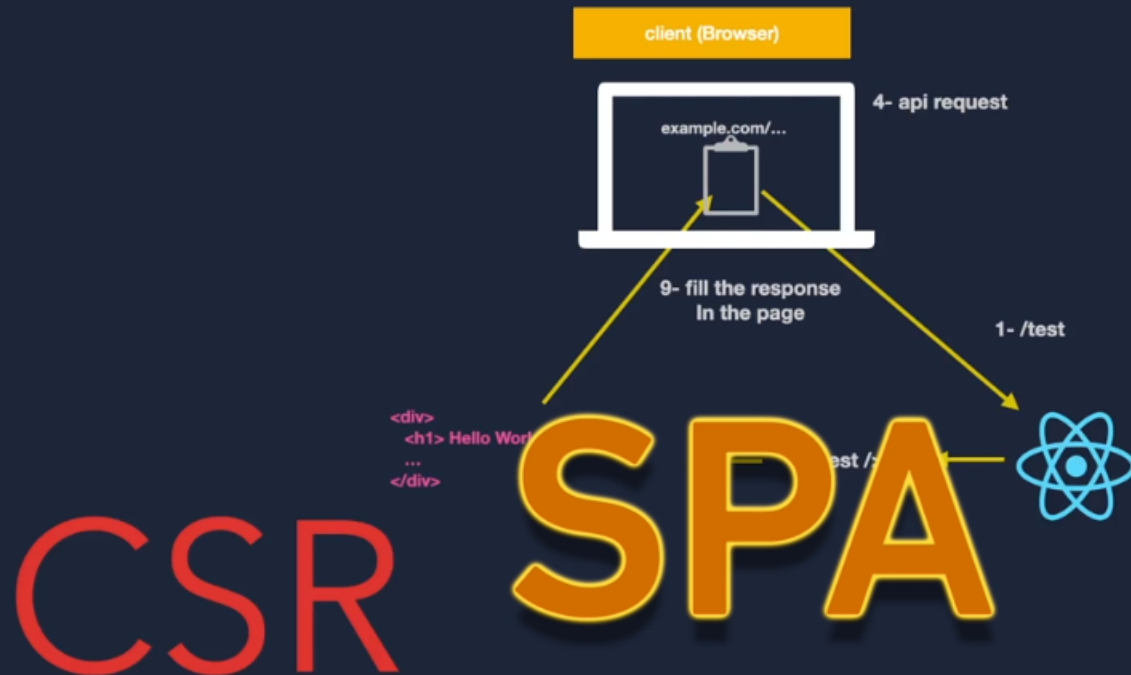 client (Browser)
4- api request
example.com/...
9- fill the response
In the page
1- /test
<div>
<h1> Hello
...
</div>
SPA
CSR